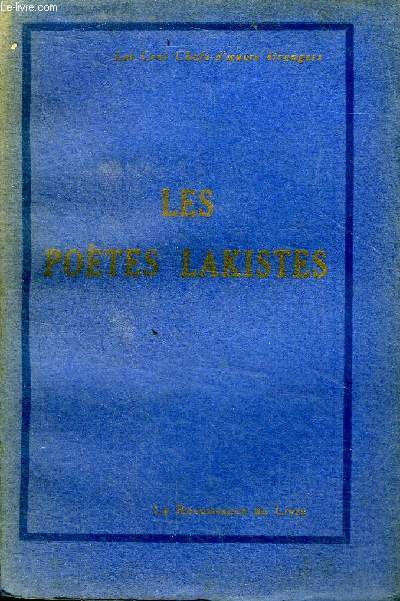 Le-livre.com
Les Cent Chefs-d'œuvre étrangers
LES
POÈTES LAKISTES
La Renaissance du Livre